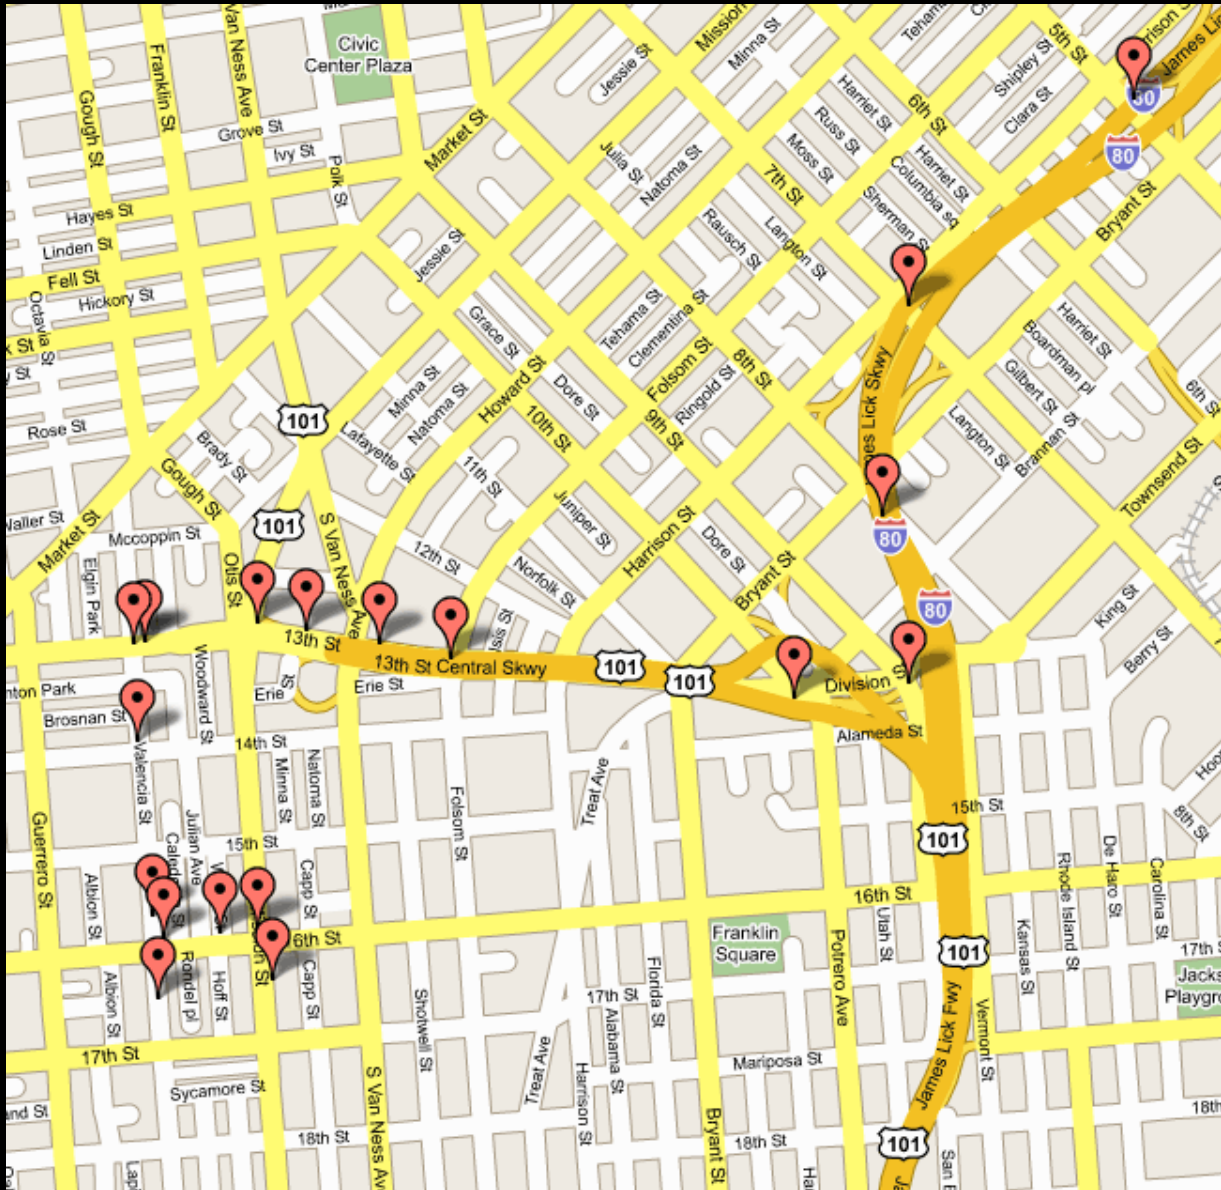 Civic
Center Plaza
Van Ness Ave
Franklin St
Gough St
Grove St
Ivy St
Polk St
Hayes St
Linden St
Fell St
Hickory St
Octavia St
Rose St
Market St
Jessie St
Mission
Minna St
Tehama
5th St
Shipley St
Clara St
Harriet St
Russ St
Moss St
6th St
Harriet St
Columbia sq
Sherman St
80
80
Bryant St
7th St
Julia St
Natoma St
Rausch St
Langton St
Jessie St
Grace St
Tehama St
Clementina St
Folsom St
Ringold St
8th St
9th St
Howard St
Dore St
10th St
Minna St
Natoma St
Lafayette St
11th St
Juniper St
101
Brady St
Gough St
101
Market St
Mccoppin St
Elgin Park
Otis St
S Van Ness Ave
12th St
Norfolk St
Harrison St
Dore St
Bryant St
Harriet St
Boardman pl
Gilbert St
6th St
Langton St
Brannan St
Townsend St
80
80
King St
Berry St
13th St
13th St Central Skwy
101
101
Division St
Alameda St
Erie St
Erie St
Woodward St
Brosnan St
14th St
Valencia St
Minna St
Natoma St
Julian Ave
15th St
Capp St
Folsom St
Treat Ave
Guerrero St
Albion St
15th St
101
16th St
Rhode Island St
De Haro St
Carolina St
8th St
Utah St
Kansas St
Franklin
Square
Potrero Ave
101
17th St
Albion St
Rondel pl
Hoff St
Capp St
Shotwell St
Florida St
17th St
Alabama St
Treat Ave
Harrison St
17th St
Sycamore St
18th St
S Van Ness Ave
Mariposa St
Bryant St
18th St
James Lick Fwy
Vermont St
101